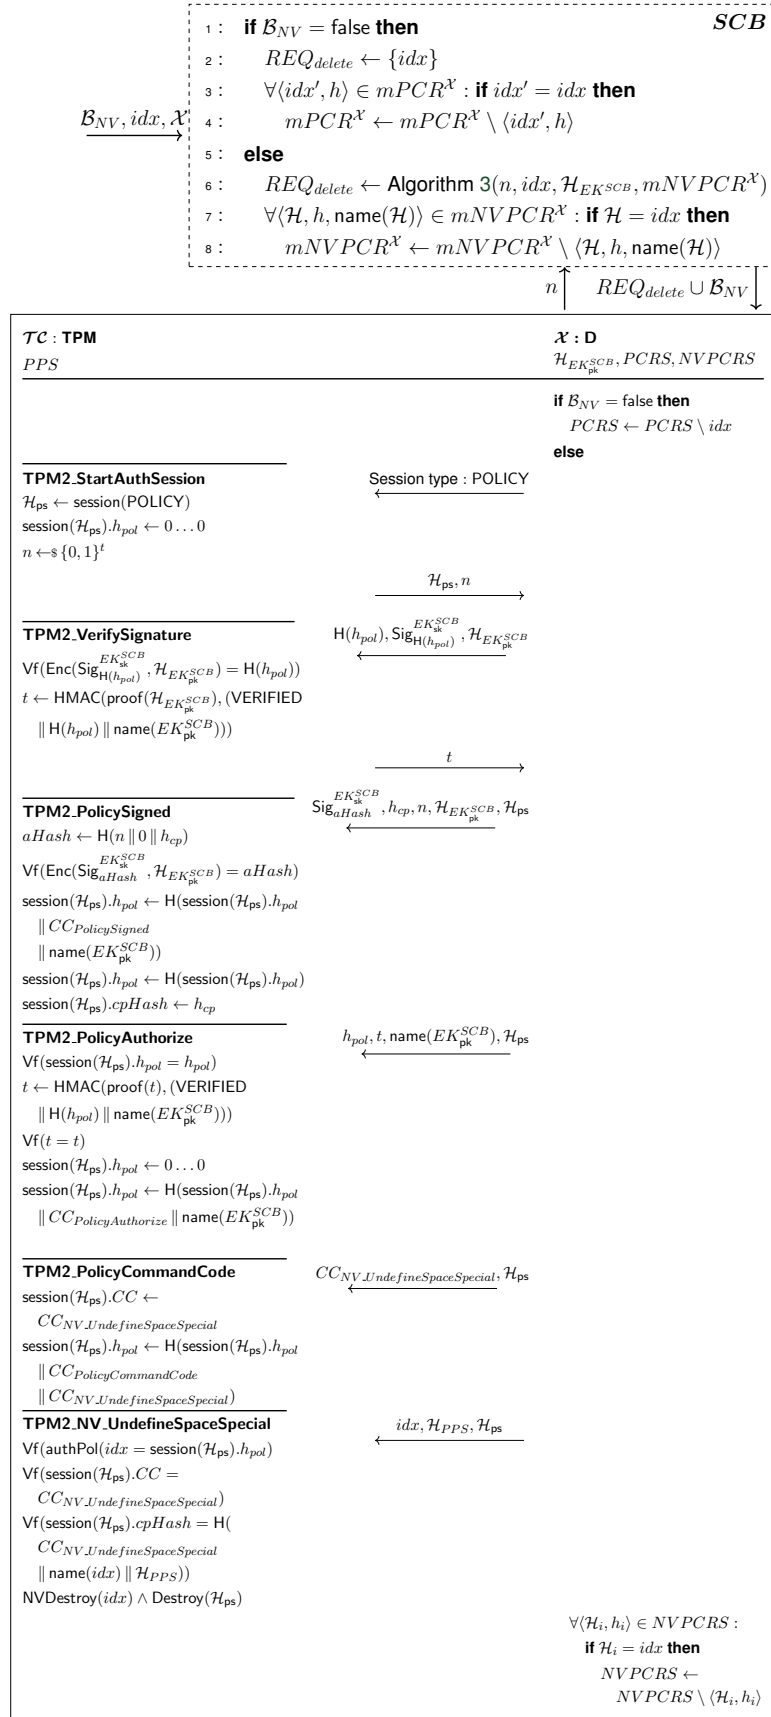 SCB
1 : if B_NV = false then
2 : REQ_delete ← {idx}
3 : ∀⟨idx′, h⟩ ∈ mPCR^X : if idx′ = idx then
4 : mPCR^X ← mPCR^X \ ⟨idx′, h⟩
B_NV, idx, X
5 : else
6 : REQ_delete ← Algorithm 3(n, idx, H_EK^SCB, mNVPCR^X)
7 : ∀⟨H, h, name(H)⟩ ∈ mNVPCR^X : if H = idx then
8 : mNVPCR^X ← mNVPCR^X \ ⟨H, h, name(H)⟩
n REQ_delete ∪ B_NV
TC : TPM X : D
PPS H_EK_pk^SCB, PCRS, NVPCRS
if B_NV = false then
PCRS ← PCRS \ idx
else
TPM2_StartAuthSession Session type : POLICY
H_ps ← session(POLICY)
session(H_ps).h_pol ← 0 . . . 0
n ←$ {0, 1}^t
H_ps, n
TPM2_VerifySignature H(h_pol), Sig_H(h_pol)^EK_sk^SCB, H_EK_pk^SCB
Vf(Enc(Sig_H(h_pol)^EK_sk^SCB, H_EK_pk^SCB) = H(h_pol))
t ← HMAC(proof(H_EK_pk^SCB), (VERIFIED
∥ H(h_pol) ∥ name(EK_pk^SCB)))
t
TPM2_PolicySigned Sig_aHash^EK_sk^SCB, h_cp, n, H_EK_pk^SCB, H_ps
aHash ← H(n ∥ 0 ∥ h_cp)
Vf(Enc(Sig_aHash^EK_sk^SCB, H_EK_pk^SCB) = aHash)
session(H_ps).h_pol ← H(session(H_ps).h_pol
∥ CC_PolicySigned
∥ name(EK_pk^SCB))
session(H_ps).h_pol ← H(session(H_ps).h_pol)
session(H_ps).cpHash ← h_cp
TPM2_PolicyAuthorize h_pol, t, name(EK_pk^SCB), H_ps
Vf(session(H_ps).h_pol = h_pol)
t ← HMAC(proof(t), (VERIFIED
∥ H(h_pol) ∥ name(EK_pk^SCB)))
Vf(t = t)
session(H_ps).h_pol ← 0 . . . 0
session(H_ps).h_pol ← H(session(H_ps).h_pol
∥ CC_PolicyAuthorize ∥ name(EK_pk^SCB))
TPM2_PolicyCommandCode CC_NV_UndefineSpaceSpecial, H_ps
session(H_ps).CC ←
CC_NV_UndefineSpaceSpecial
session(H_ps).h_pol ← H(session(H_ps).h_pol
∥ CC_PolicyCommandCode
∥ CC_NV_UndefineSpaceSpecial)
TPM2_NV_UndefineSpaceSpecial idx, H_PPS, H_ps
Vf(authPol(idx = session(H_ps).h_pol)
Vf(session(H_ps).CC =
CC_NV_UndefineSpaceSpecial)
Vf(session(H_ps).cpHash = H(
CC_NV_UndefineSpaceSpecial
∥ name(idx) ∥ H_PPS))
NVDestroy(idx) ∧ Destroy(H_ps)
∀⟨H_i, h_i⟩ ∈ NVPCRS :
if H_i = idx then
NVPCRS ←
NVPCRS \ ⟨H_i, h_i⟩